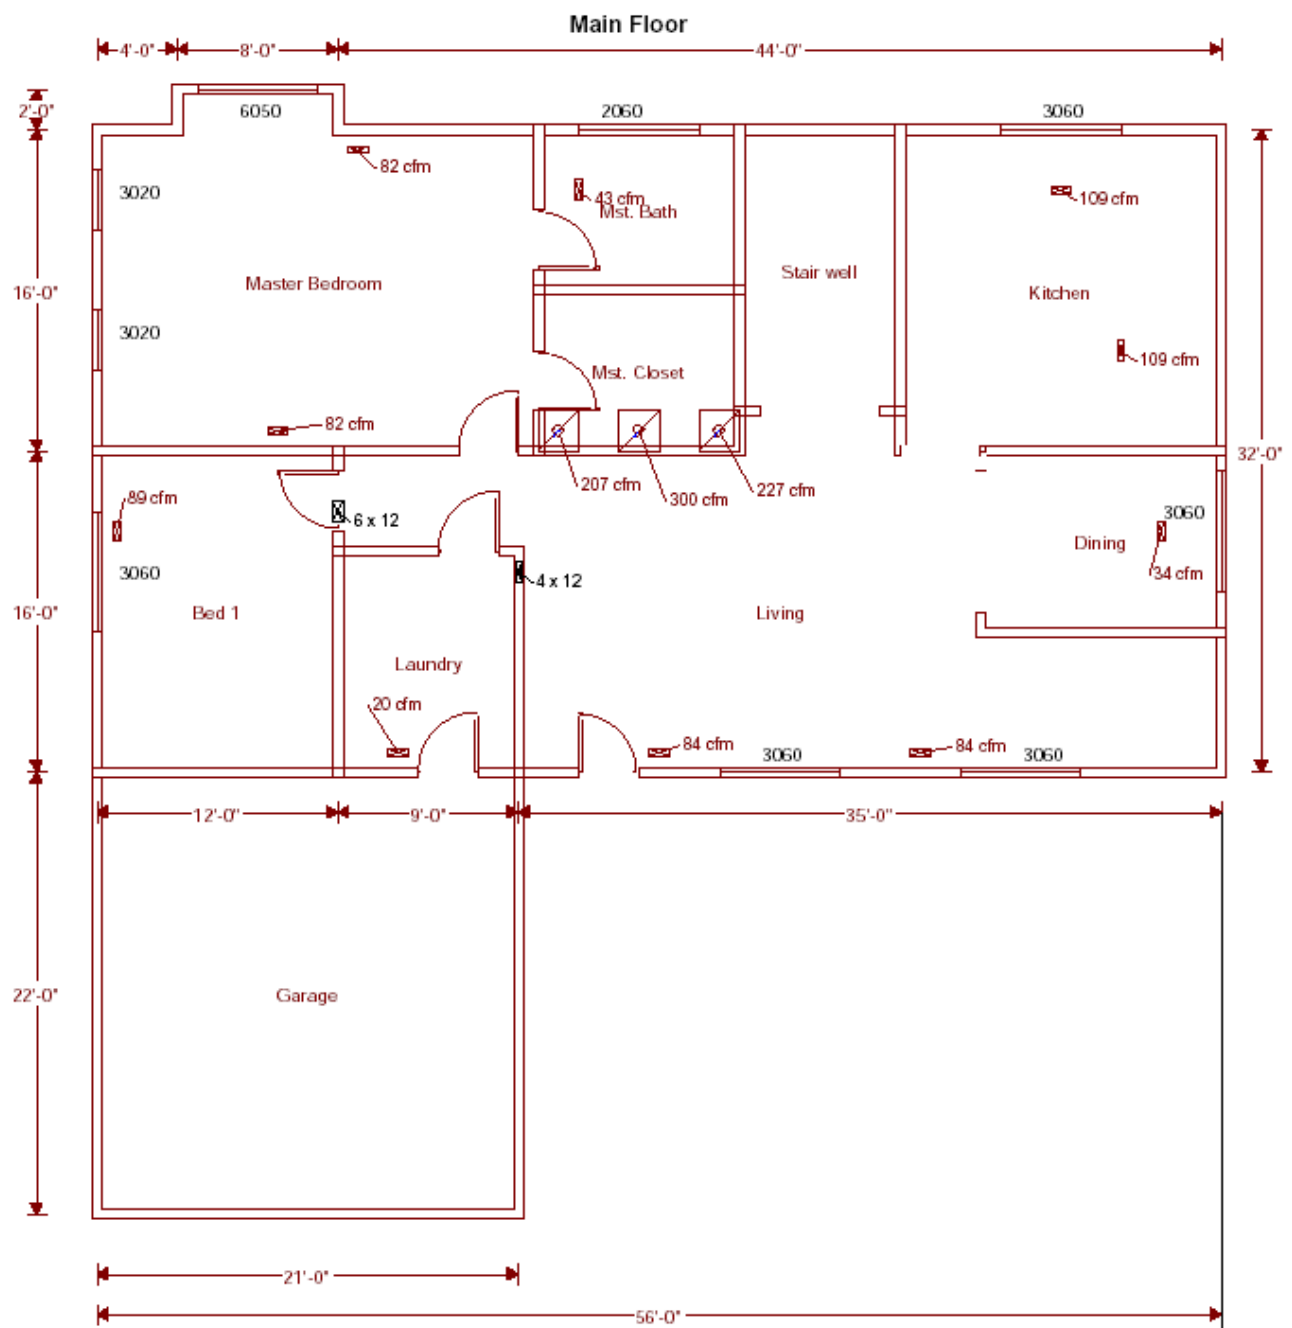 Main Floor
4'-0"
8'-0"
44'-0"
2'-0"
6050
2060
3060
82 cfm
3020
43 cfm
Mst. Bath
109 cfm
Stair well
Master Bedroom
16'-0"
Kitchen
3020
109 cfm
Mst. Closet
82 cfm
32'-0"
207 cfm
300 cfm
227 cfm
89 cfm
6 x 12
3060
Dining
3060
4 x 12
34 cfm
16'-0"
Bed 1
Living
Laundry
20 cfm
84 cfm
3060
84 cfm
3060
12'-0"
9'-0"
35'-0"
22'-0"
Garage
21'-0"
56'-0"